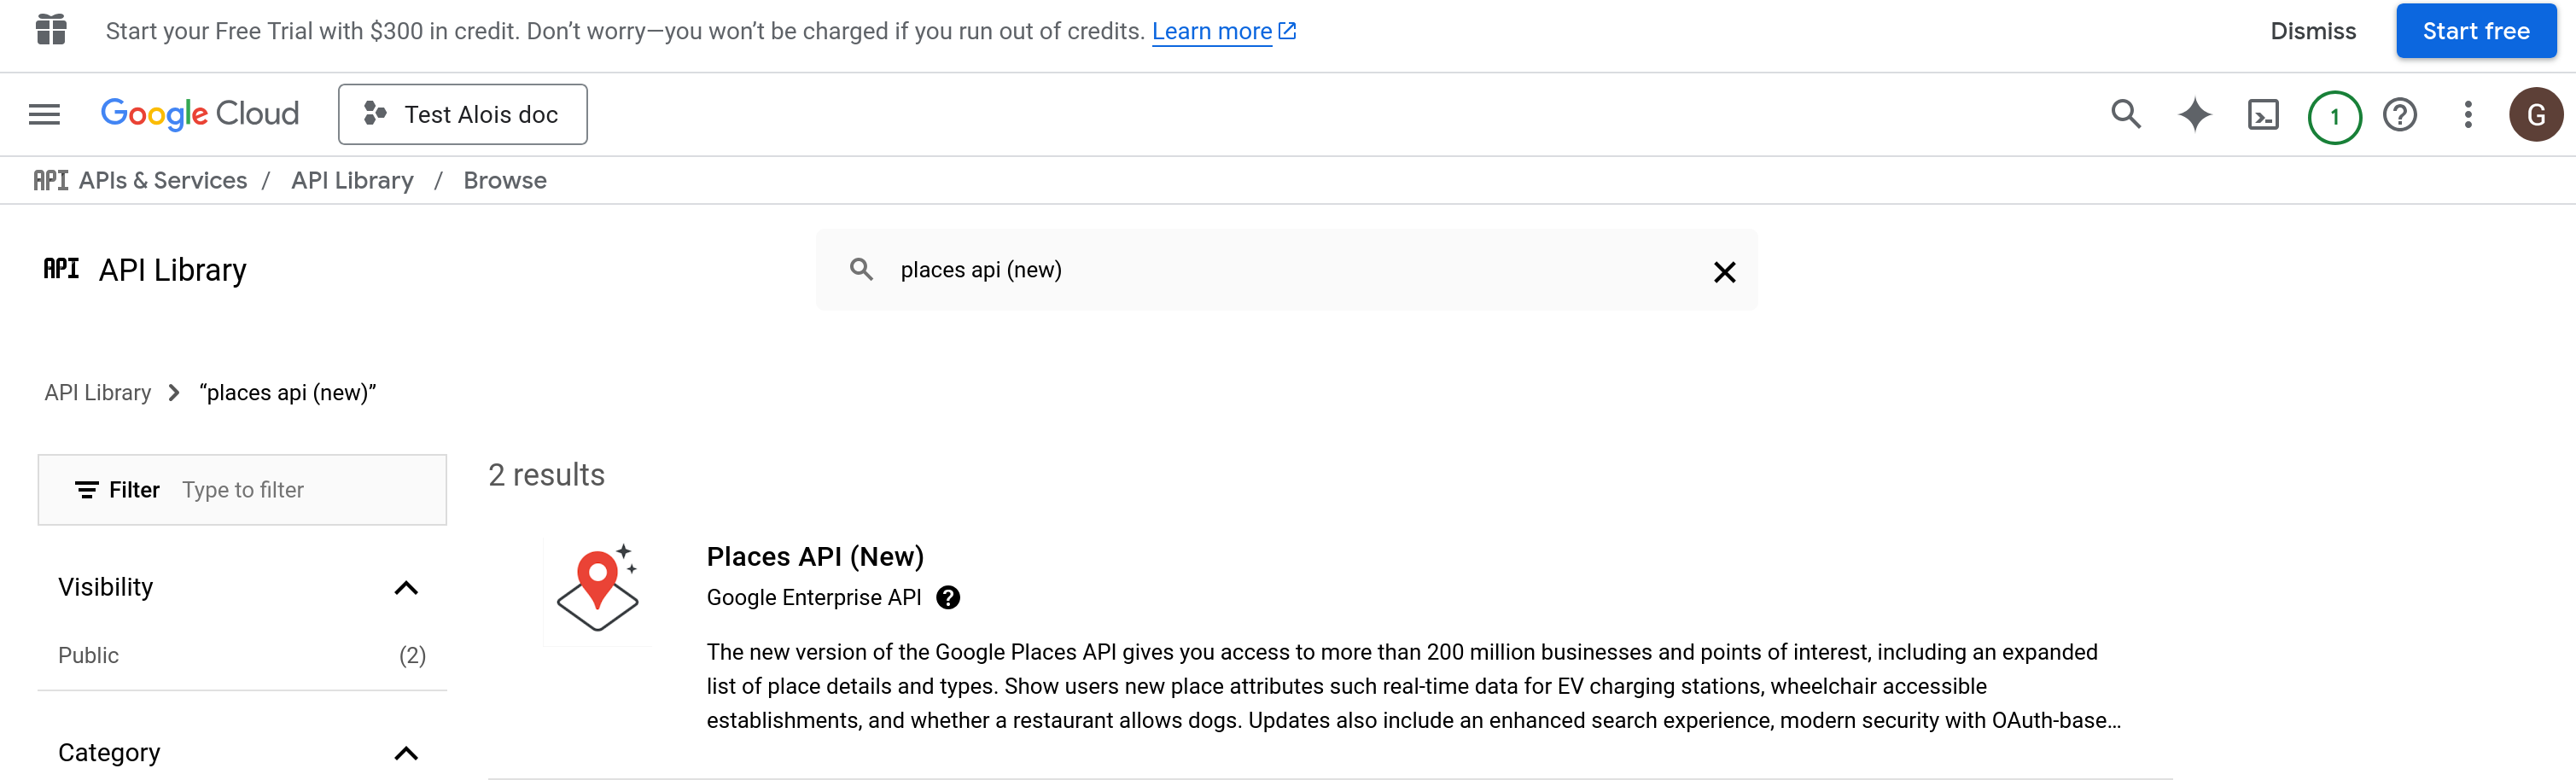 Start your Free Trial with $300 in credit. Don’t worry—you won’t be charged if you run out of credits. Learn more
Dismiss
Start free
Google Cloud
Test Alois doc
1
G
API APIs & Services / API Library / Browse
API API Library
places api (new)
API Library > “places api (new)”
Filter Type to filter
2 results
Visibility
Public (2)
Category
Places API (New)
Google Enterprise API
The new version of the Google Places API gives you access to more than 200 million businesses and points of interest, including an expanded
list of place details and types. Show users new place attributes such real-time data for EV charging stations, wheelchair accessible
establishments, and whether a restaurant allows dogs. Updates also include an enhanced search experience, modern security with OAuth-base…